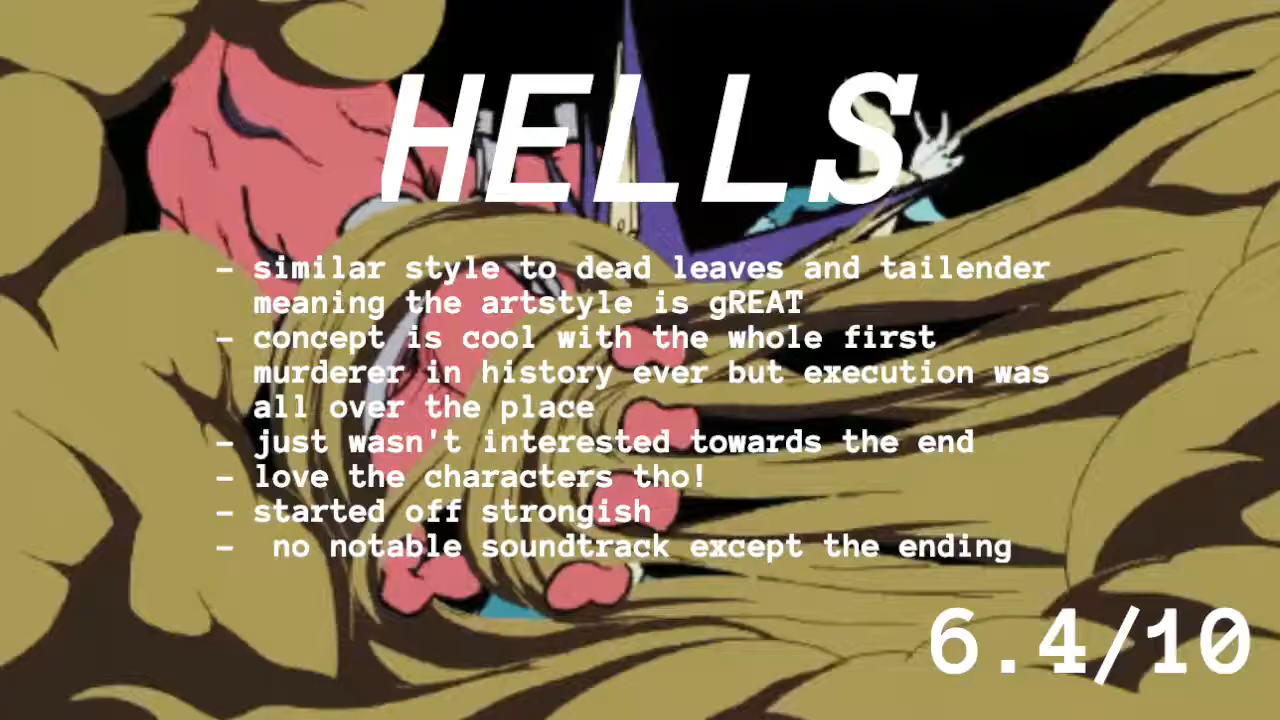 HELLS
- similar style to dead leaves and tailender
meaning the artstyle is gREAT
- concept is cool with the whole first
murderer in history ever but execution was
all over the place
- just wasn't interested towards the end
- love the characters tho!
- started off strongish
- no notable soundtrack except the ending
6.4/10